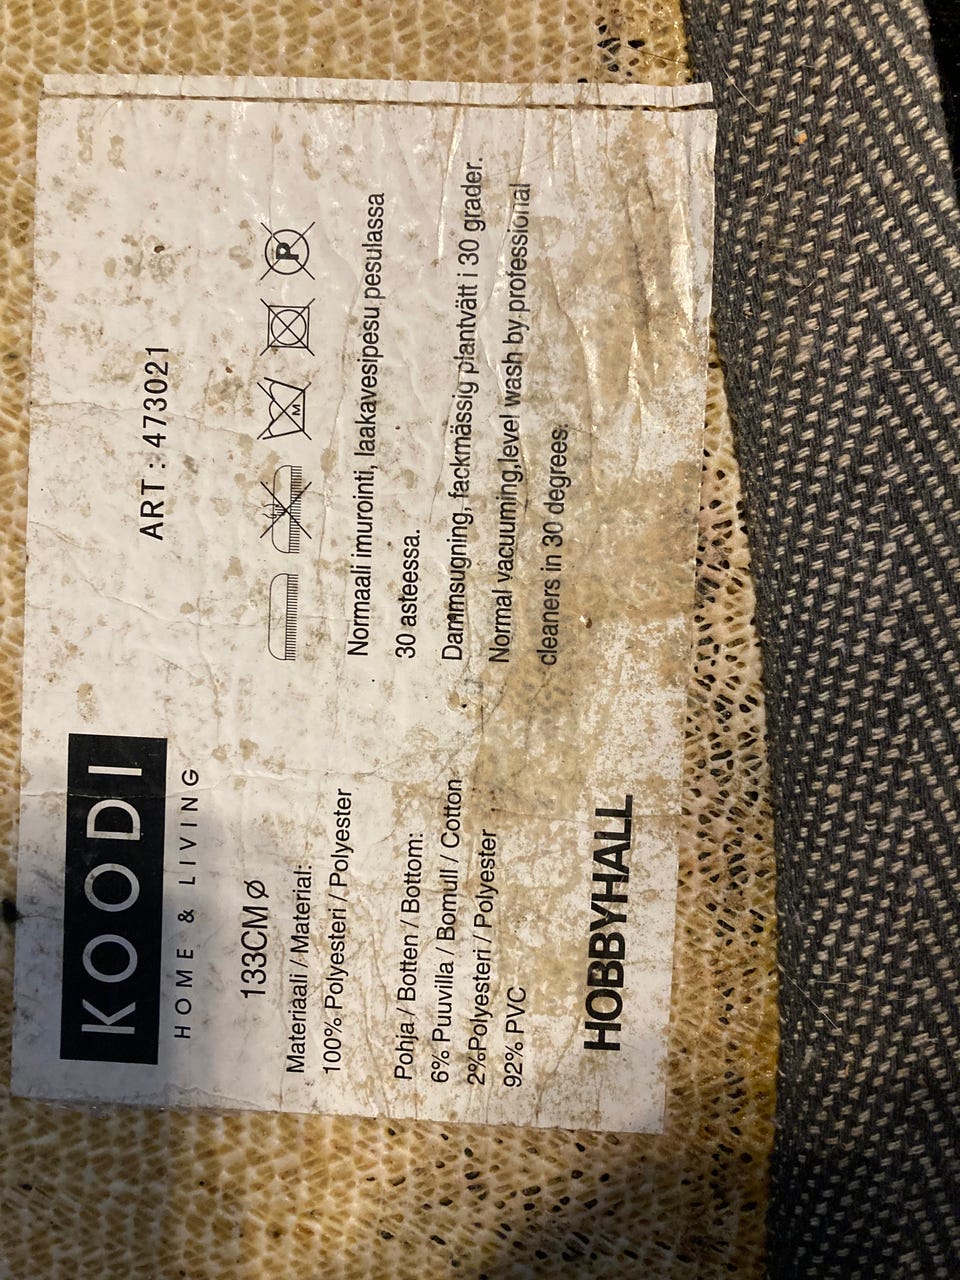 KOODI
HOME & LIVING
133CM Ø
Materiaali / Material:
100% Polyesteri / Polyester
Pohja / Botten / Bottom:
6% Puuvilla / Bomull / Cotton
2%Polyesteri / Polyester
92% PVC
HOBBYHALL
ART : 473021
M
P
Normaali imurointi, laakavesipesu pesulassa
30 asteessa.
Dammsugning, fackmässig plantvätt i 30 grader.
Normal vacuuming,level wash by professional
cleaners in 30 degrees.